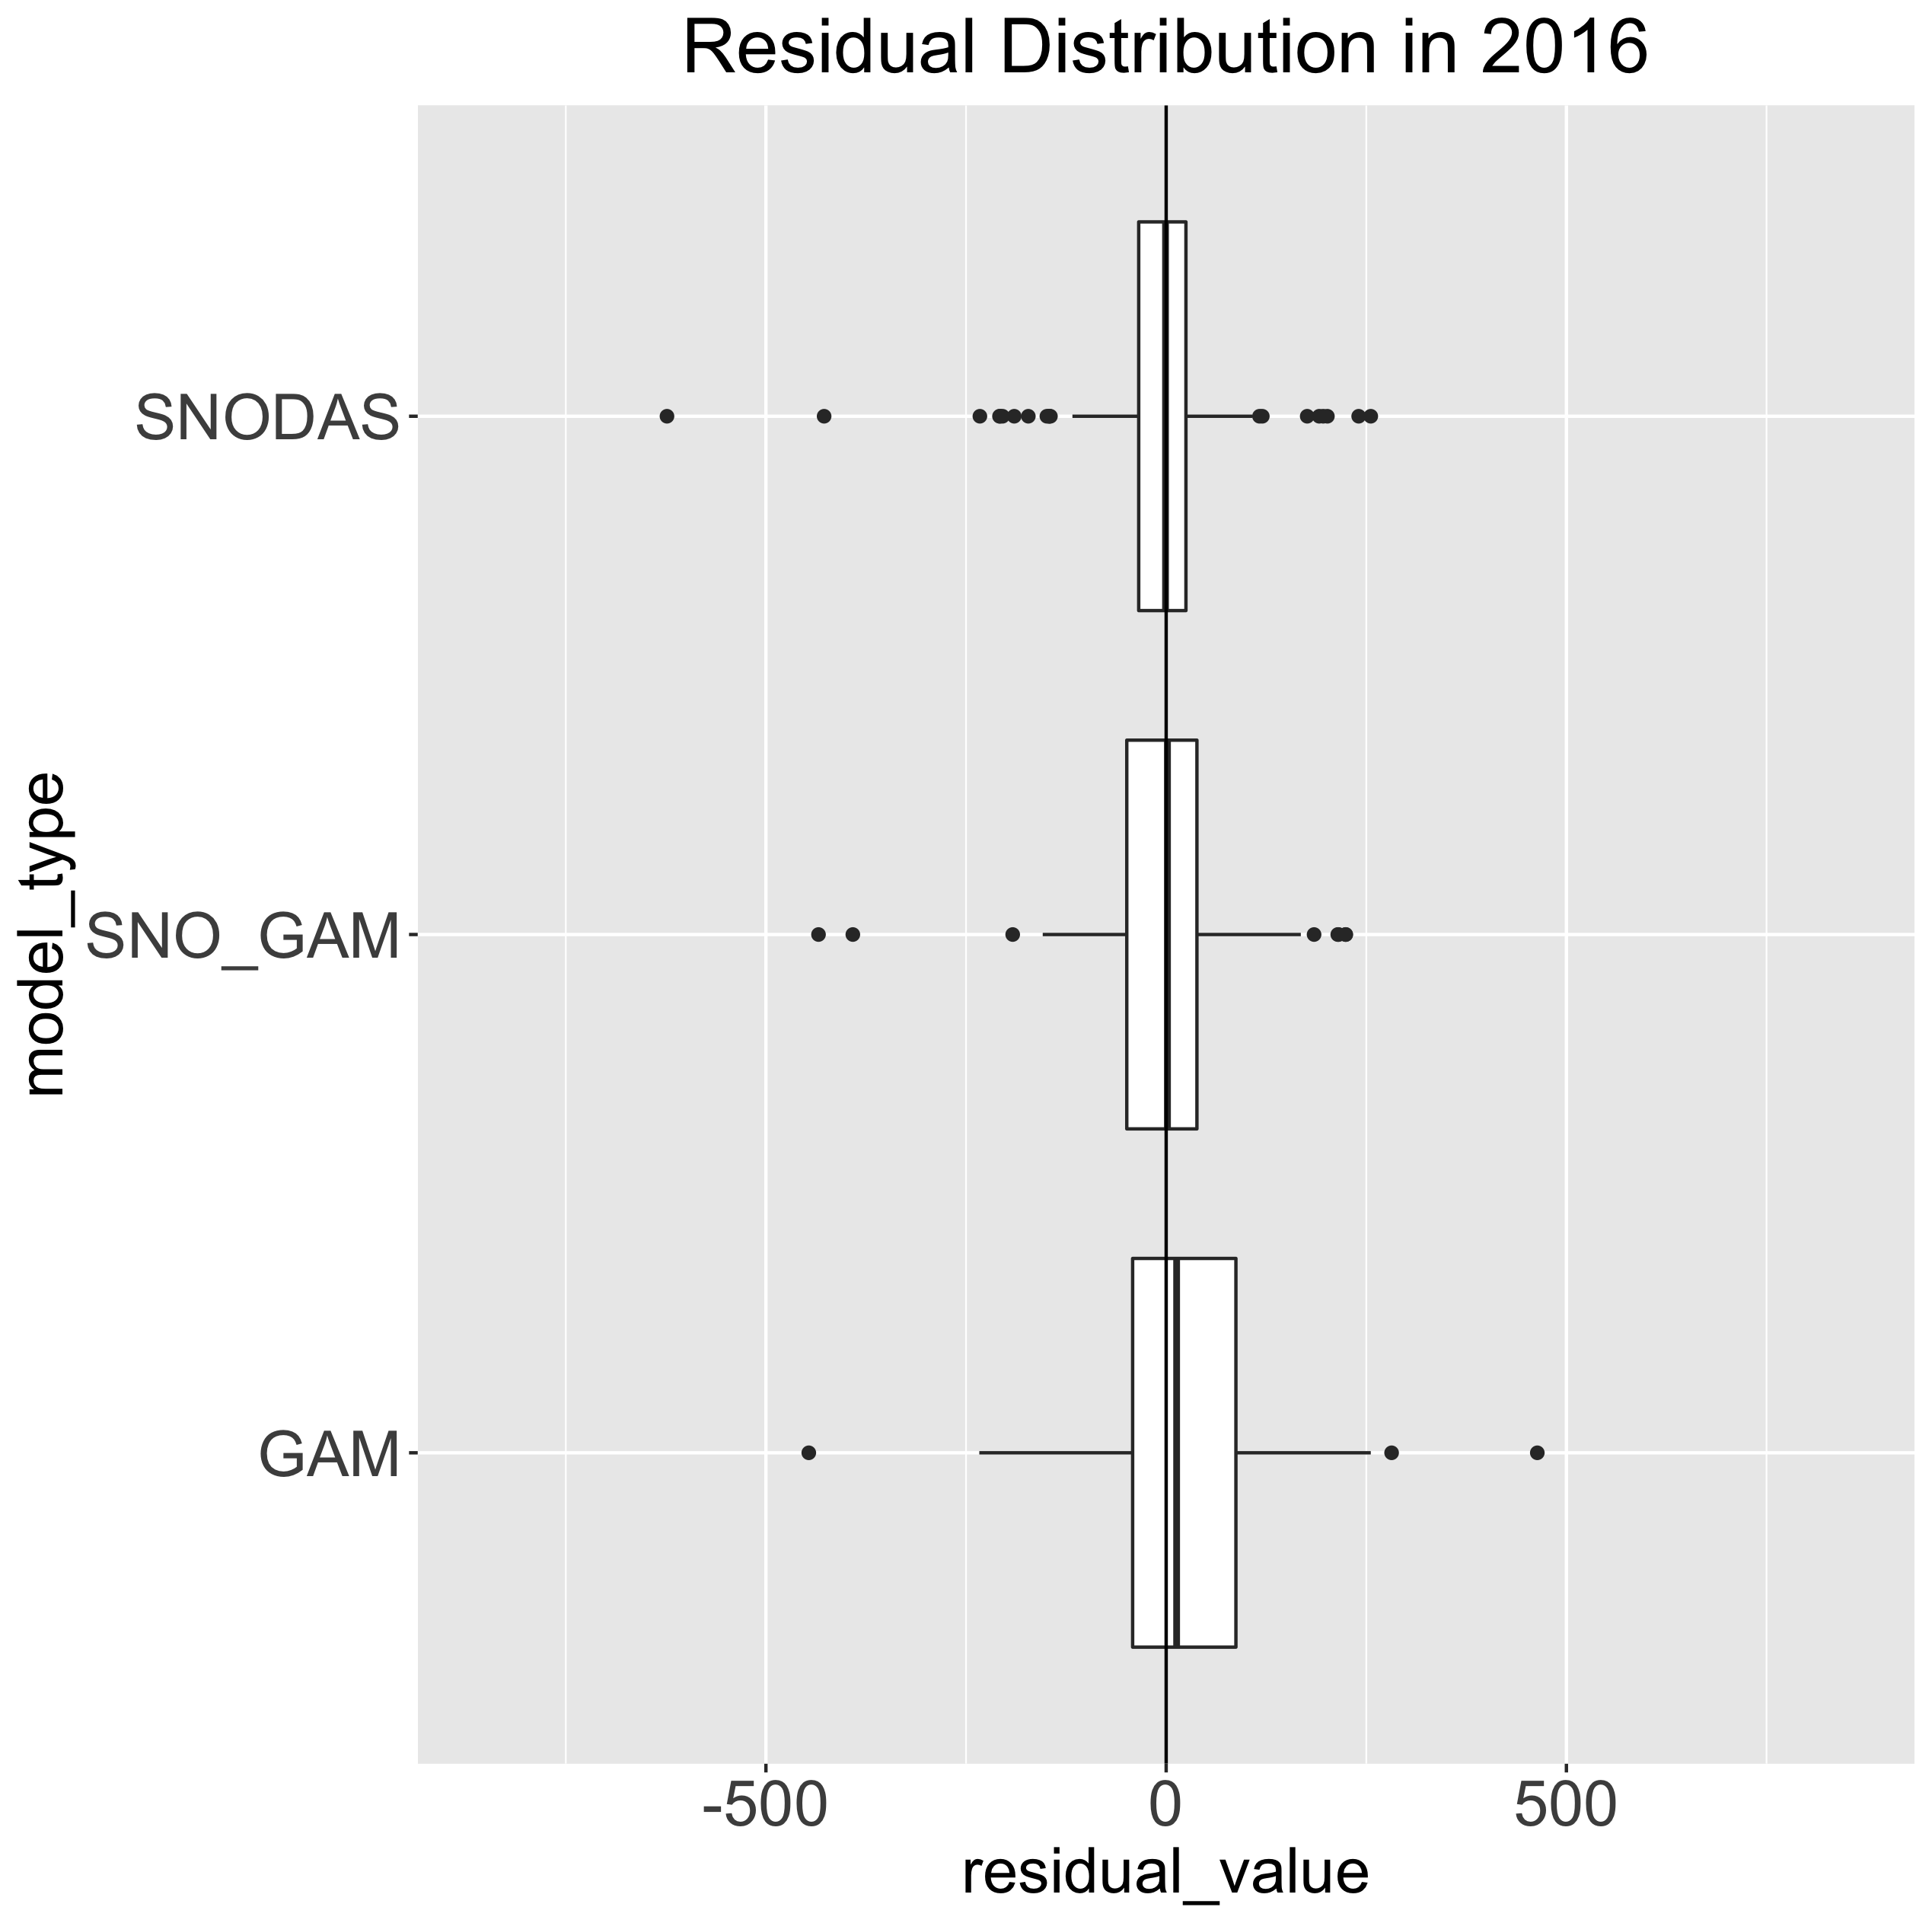 Residual Distribution in 2016
model_type
SNODAS
SNO_GAM
GAM
-500 0 500
residual_value